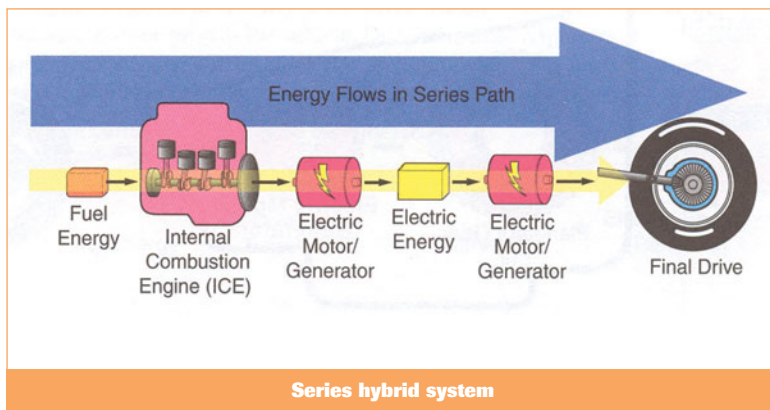 Energy Flows in Series Path
Fuel
Energy
Internal
Combustion
Engine (ICE)
Electric
Motor/
Generator
Electric
Energy
Electric
Motor/
Generator
Final Drive
Series hybrid system